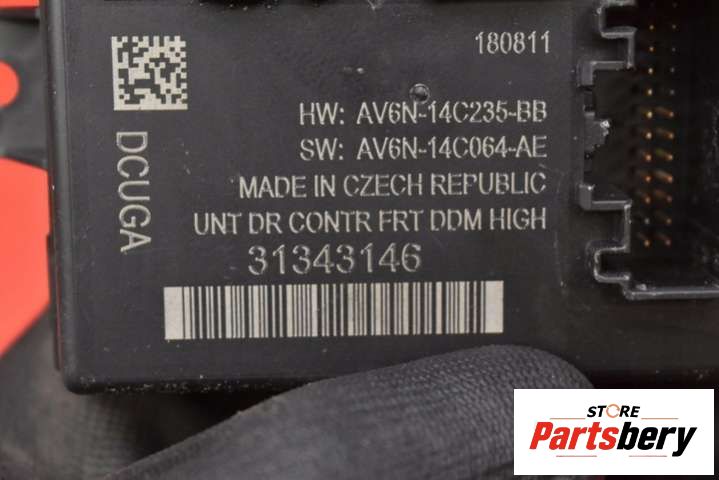 180811
HW: AV6N-14C235-BB
SW: AV6N-14C064-AE
MADE IN CZECH REPUBLIC
UNT DR CONTR FRT DDM HIGH
31343146
DCUGA
STORE
Partsbery